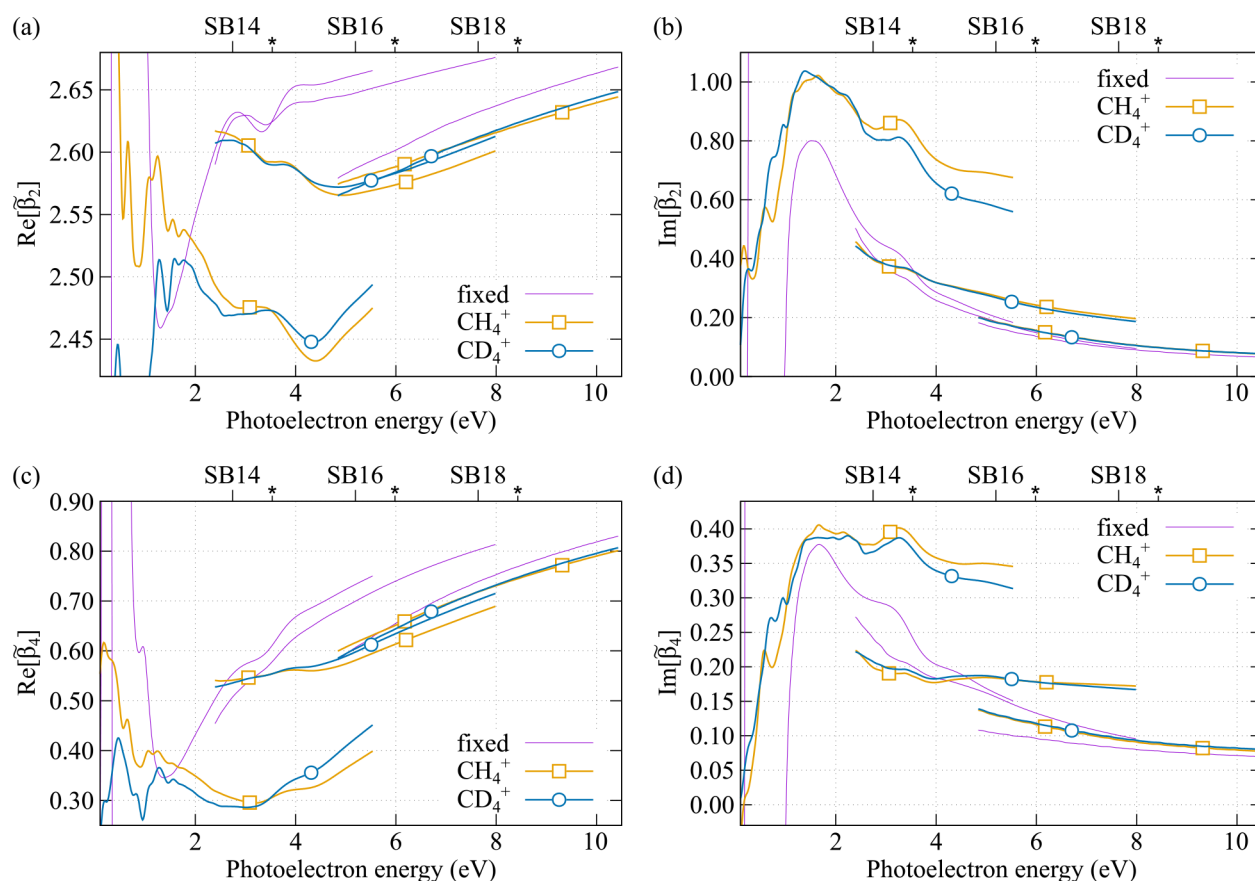 (a) SB14 * SB16 * SB18 *
2.65
2.60
2.55
2.50
2.45
Re[β̃₂]
fixed
CH₄⁺
CD₄⁺
2 4 6 8 10
Photoelectron energy (eV)
(b) SB14 * SB16 * SB18 *
1.00
0.80
0.60
0.40
0.20
0.00
Im[β̃₂]
fixed
CH₄⁺
CD₄⁺
2 4 6 8 10
Photoelectron energy (eV)
(c) SB14 * SB16 * SB18 *
0.90
0.80
0.70
0.60
0.50
0.40
0.30
Re[β̃₄]
fixed
CH₄⁺
CD₄⁺
2 4 6 8 10
Photoelectron energy (eV)
(d) SB14 * SB16 * SB18 *
0.40
0.35
0.30
0.25
0.20
0.15
0.10
0.05
0.00
Im[β̃₄]
fixed
CH₄⁺
CD₄⁺
2 4 6 8 10
Photoelectron energy (eV)